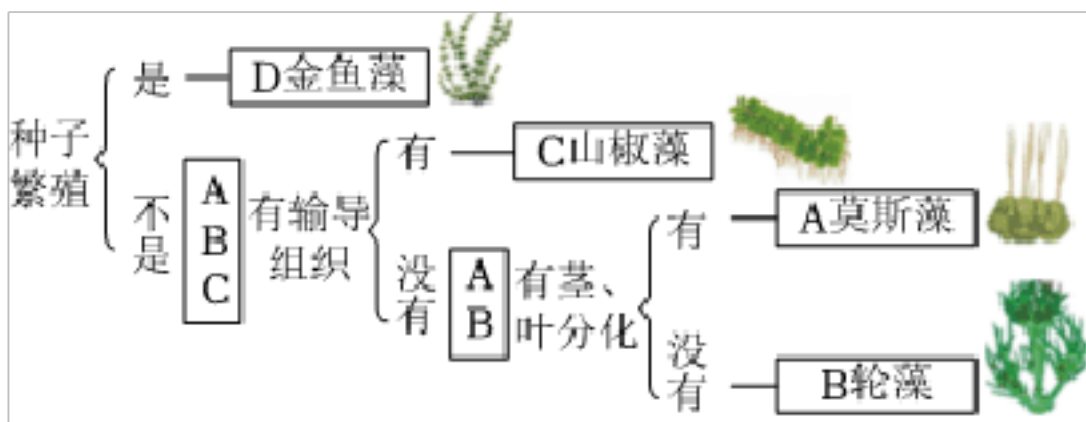 种子
繁殖
是
D金鱼藻
不是
A
B
C
有输导
组织
有
C山椒藻
没有
A
B
有茎、
叶分化
有
A莫斯藻
没有
B轮藻